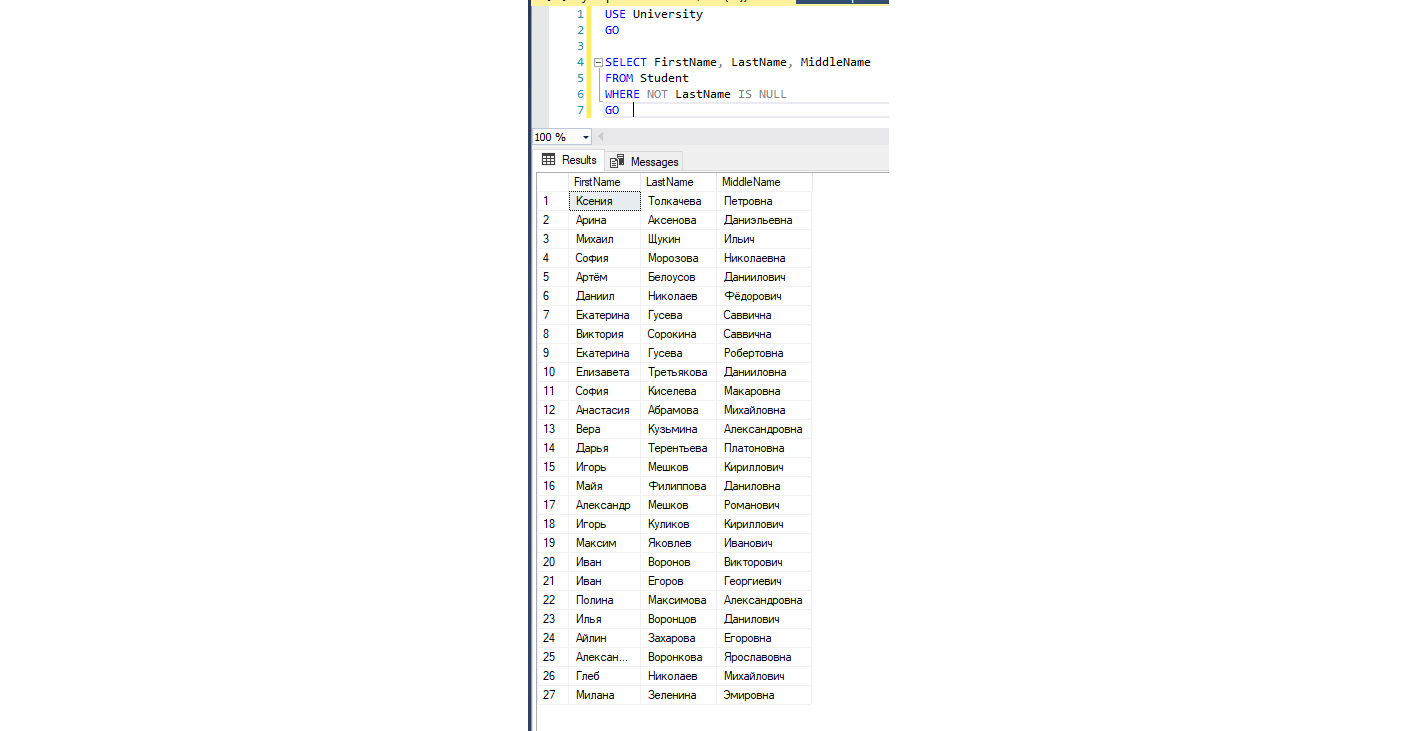 1 USE University
2 GO
3
4 SELECT FirstName, LastName, MiddleName
5 FROM Student
6 WHERE NOT LastName IS NULL
7 GO
100 %
Results Messages
FirstName LastName MiddleName
1 Ксения Толкачева Петровна
2 Арина Аксенова Даниэльевна
3 Михаил Щукин Ильич
4 София Морозова Николаевна
5 Артём Белоусов Даниилович
6 Даниил Николаев Фёдорович
7 Екатерина Гусева Саввична
8 Виктория Сорокина Саввична
9 Екатерина Гусева Робертовна
10 Елизавета Третьякова Данииловна
11 София Киселева Макаровна
12 Анастасия Абрамова Михайловна
13 Вера Кузьмина Александровна
14 Дарья Терентьева Платоновна
15 Игорь Мешков Кириллович
16 Майя Филиппова Даниловна
17 Александр Мешков Романович
18 Игорь Куликов Кириллович
19 Максим Яковлев Иванович
20 Иван Воронов Викторович
21 Иван Егоров Георгиевич
22 Полина Максимова Александровна
23 Илья Воронцов Данилович
24 Айлин Захарова Егоровна
25 Алексан... Воронкова Ярославовна
26 Глеб Николаев Михайлович
27 Милана Зеленина Эмировна